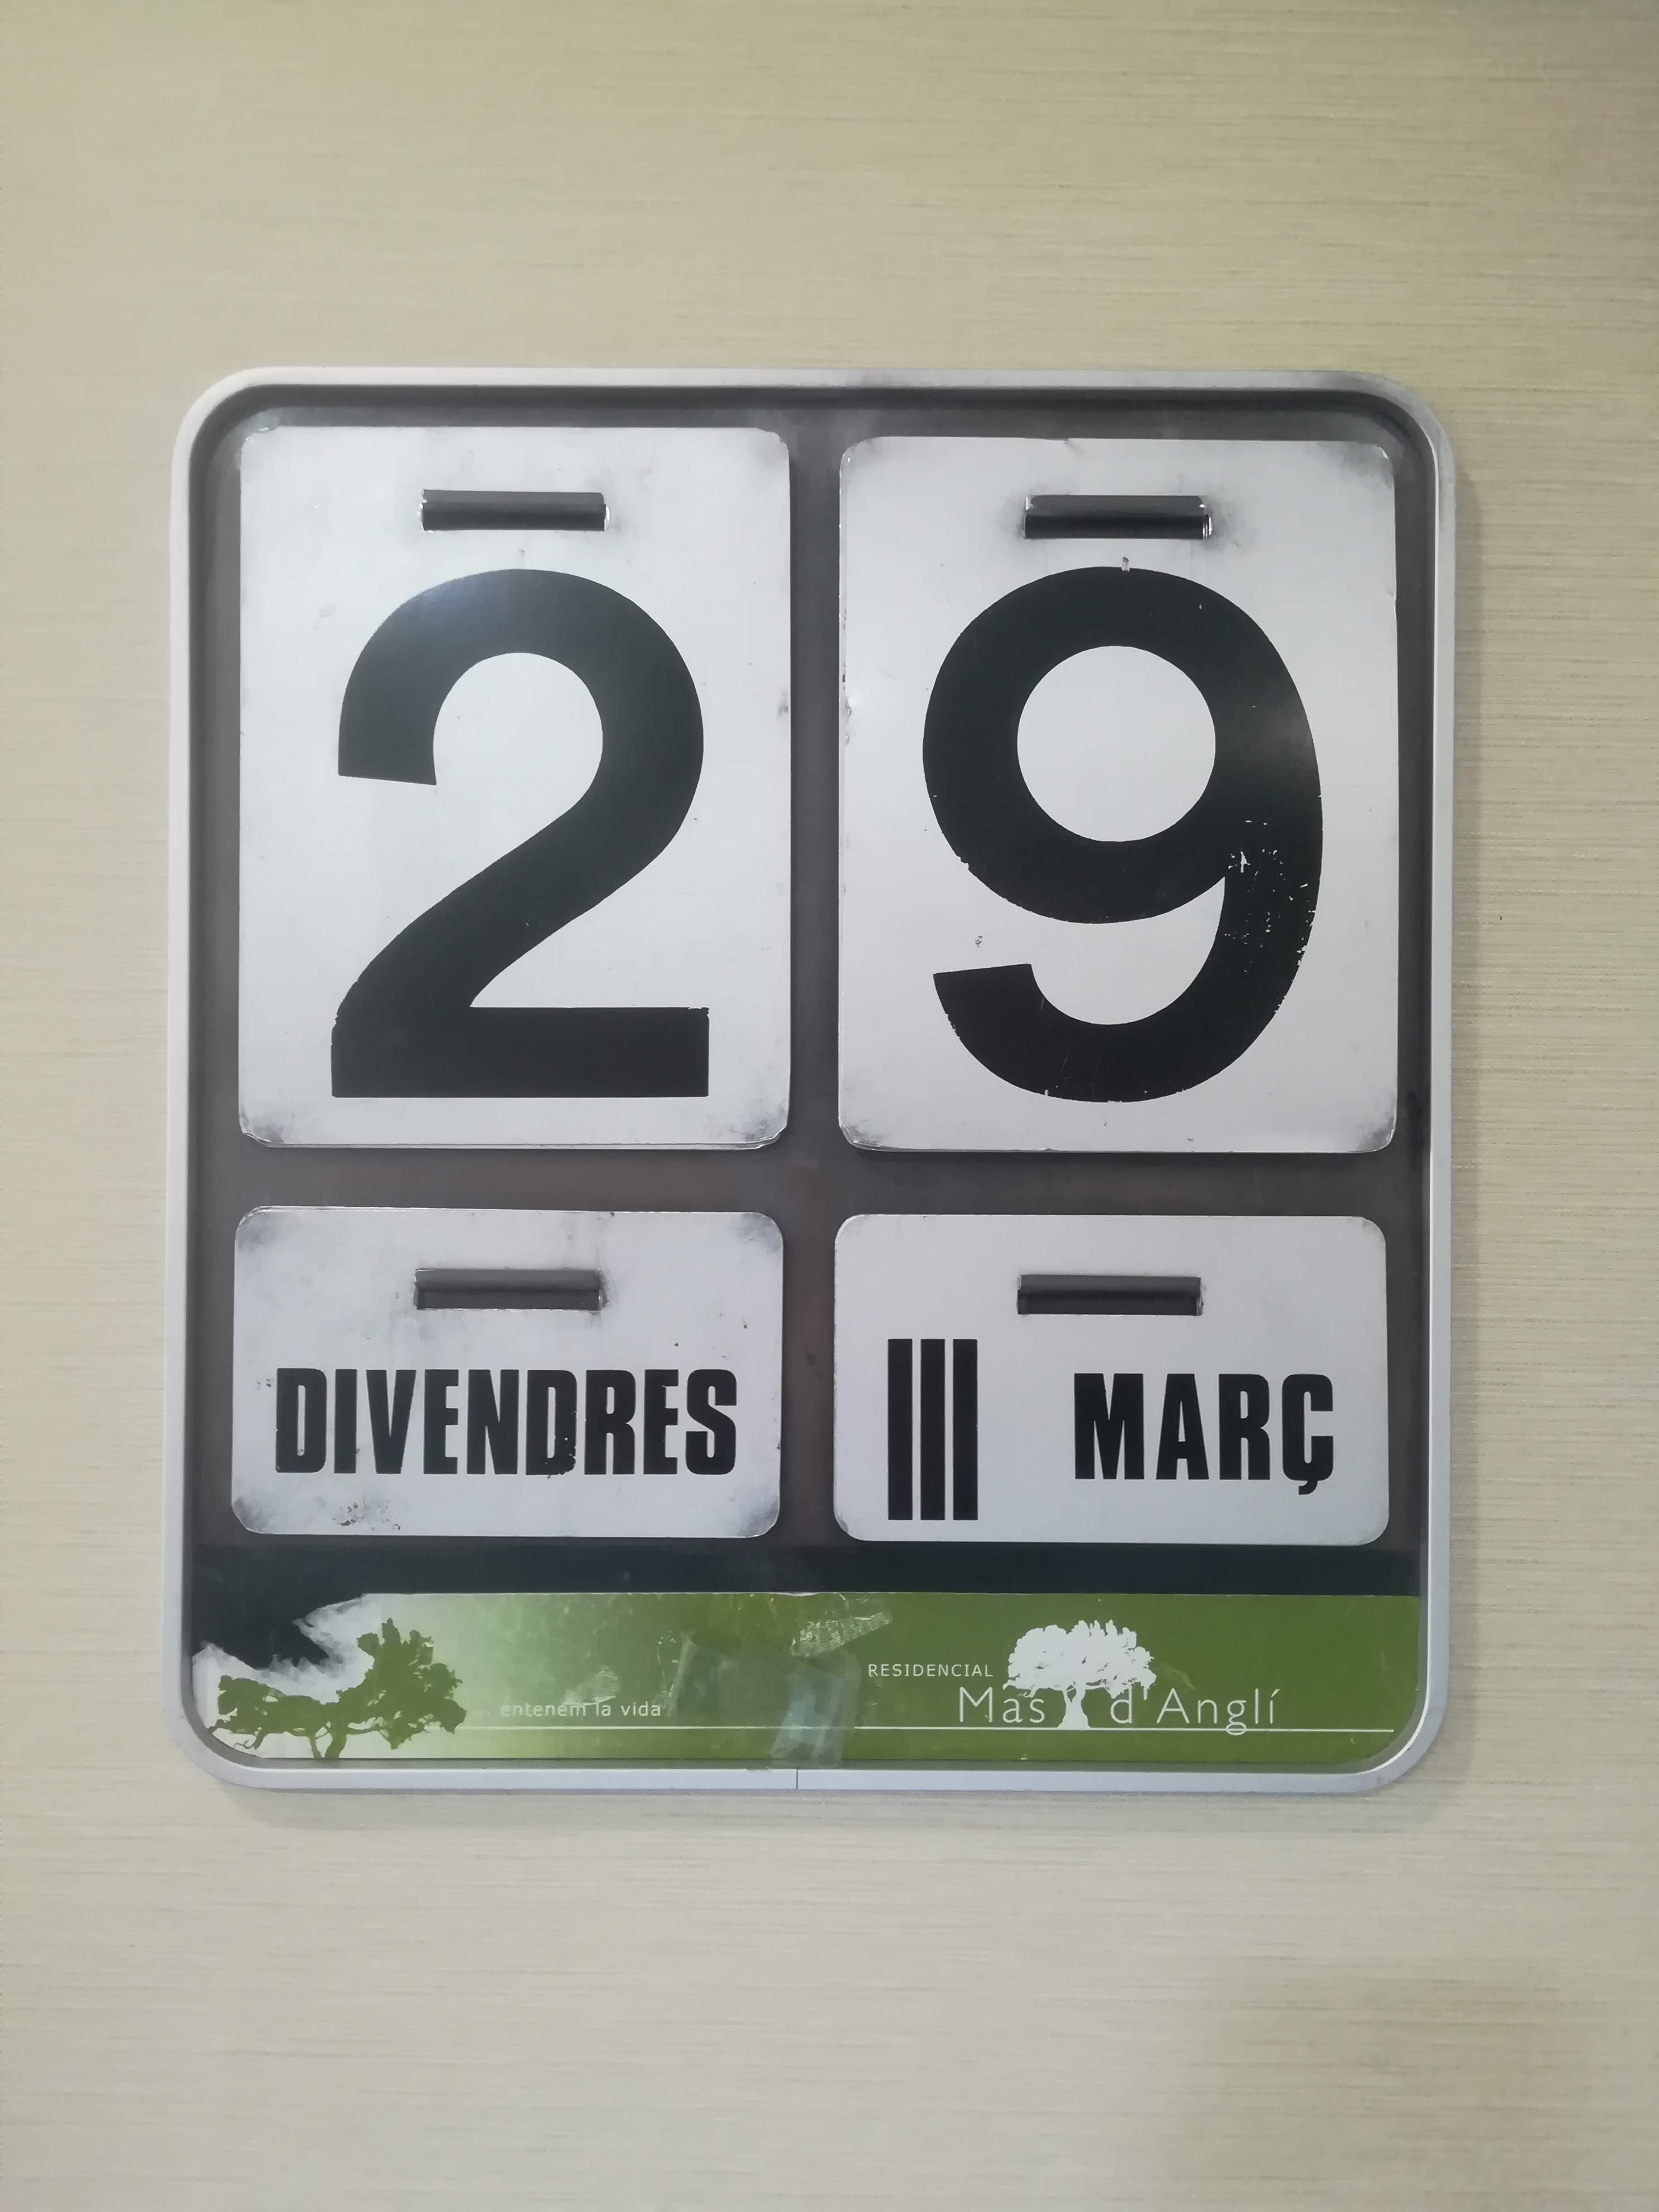 29
DIVENDRES
III MARÇ
entenem la vida
RESIDENCIAL
Mas d'Anglí